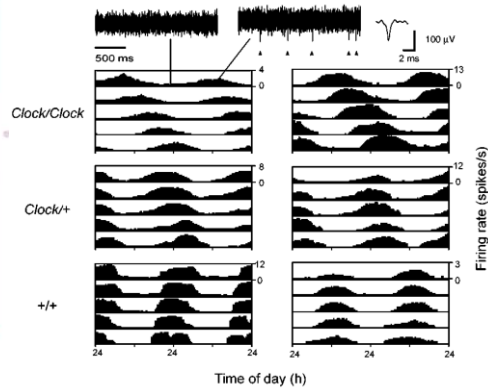 100 µV
500 ms
2 ms
4
0
13
0
Clock/Clock
8
0
12
0
Clock/+
Firing rate (spikes/s)
12
0
3
0
+/+
24 24 24 24 24 24
Time of day (h)